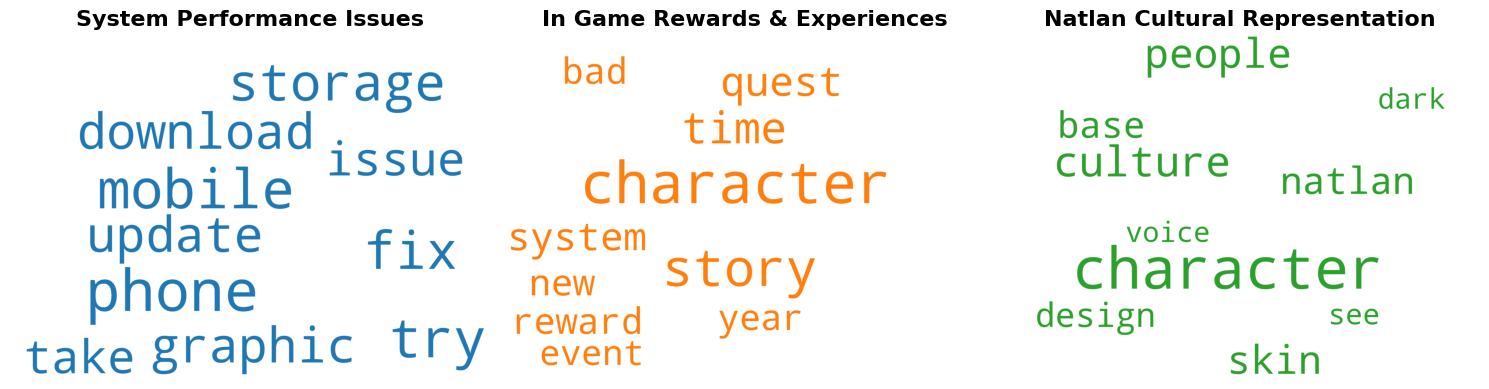 System Performance Issues
storage
download
issue
mobile
update
fix
phone
graphic
try
take
In Game Rewards & Experiences
bad
quest
time
character
system
story
new
reward
year
event
Natlan Cultural Representation
people
dark
base
culture
natlan
voice
character
design
see
skin